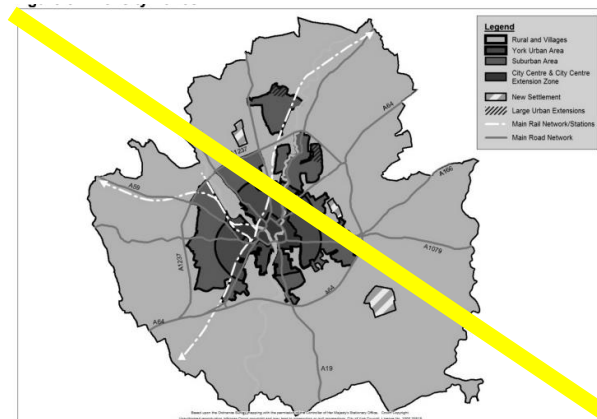 Legend
Rural and Villages
York Urban Area
Suburban Area
City Centre & City Centre
Extension Zone
New Settlement
Large Urban Extensions
Main Rail Network/Stations
Main Road Network
A64
A1237
A166
A59
A1237
A1079
A64
A64
A19